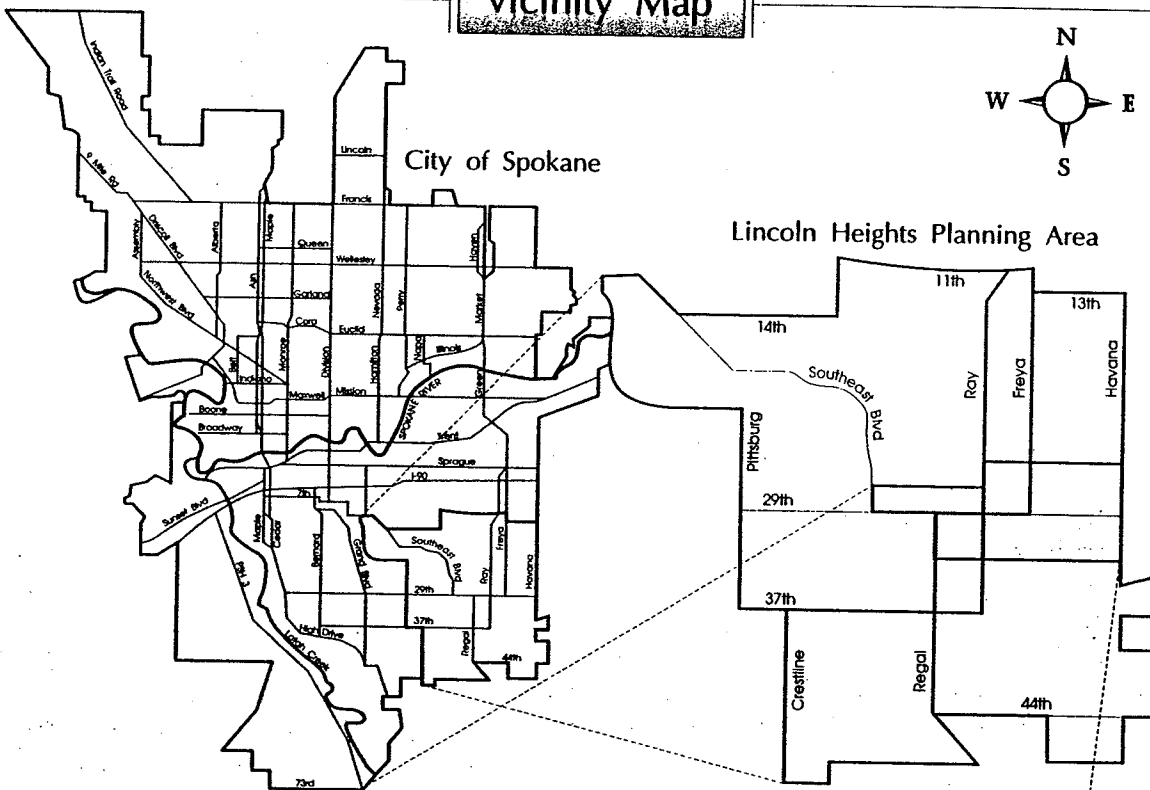 Vicinity Map
N
W E
S
City of Spokane
Lincoln Heights Planning Area
Indian Trail Road
9 Mile Rd
Assembly
Driscoll Blvd
Northwest Blvd
Alberta
Ash
Maple
Lincoln
Francis
Queen
Wellesley
Garland
Cora
Euclid
Nevada
Perry
Haven
Market
Belt
Indiana
Monroe
Division
Hamilton
Napa
Illinois
Maxwell
Mission
Green
SPOKANE RIVER
Boone
Broadway
Trent
Sprague
I-90
7th
Sunset Blvd
Maple
Cedar
Bernard
Grand Blvd
Southeast Blvd
Ray
Freya
Havana
29th
37th
PSH 3
High Drive
Latah Creek
Regal
44th
73rd
11th
13th
14th
Southeast Blvd
Ray
Freya
Havana
Pittsburg
29th
37th
Crestline
Regal
44th